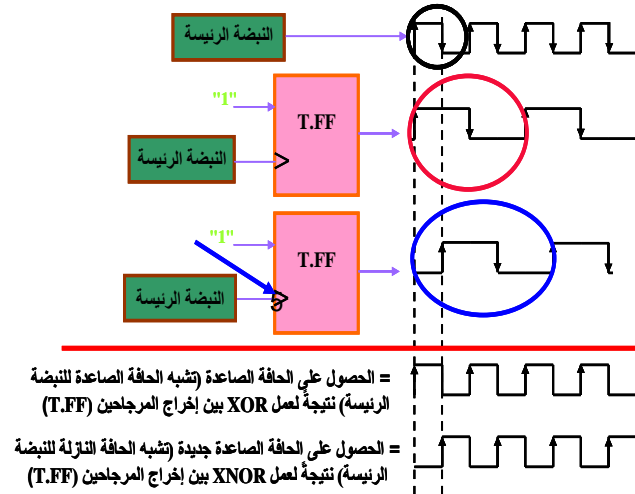 النبضة الرئيسة
"1"
T.FF
النبضة الرئيسة
"1"
T.FF
النبضة الرئيسة
= الحصول على الحافة الصاعدة (تشبه الحافة الصاعدة للنبضة
الرئيسة) نتيجةً لعمل XOR بين إخراج المرجاحين (T.FF)
= الحصول على الحافة الصاعدة جديدة (تشبه الحافة النازلة للنبضة
الرئيسة) نتيجةً لعمل XNOR بين إخراج المرجاحين (T.FF)